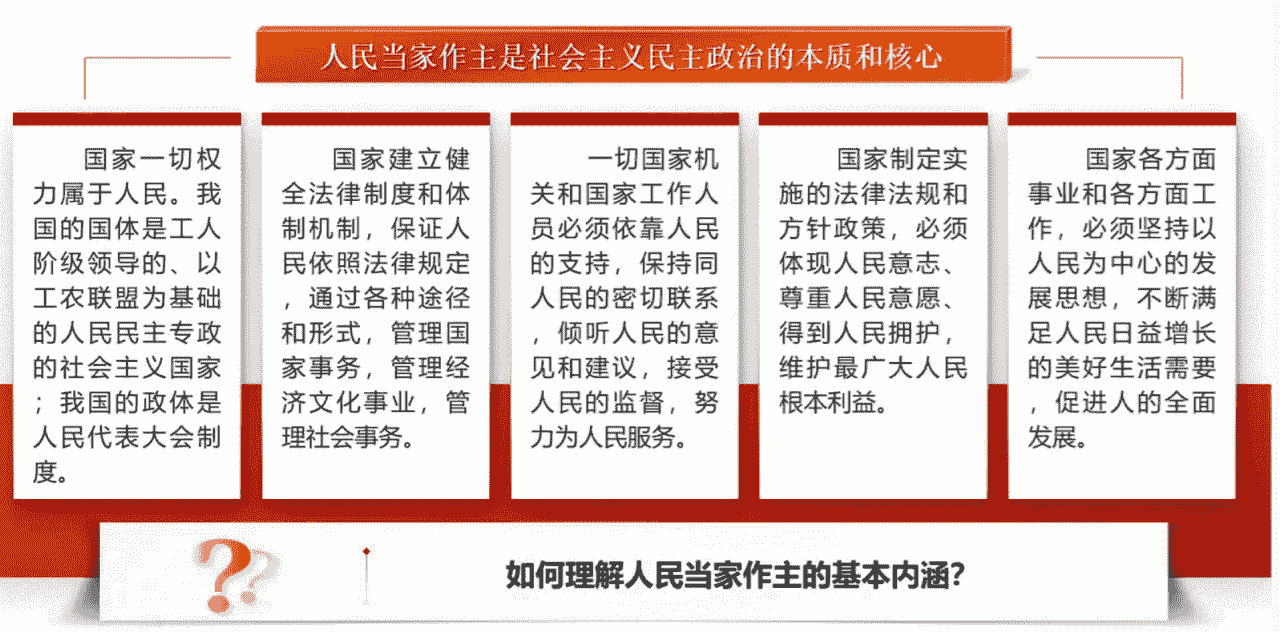 人民当家作主是社会主义民主政治的本质和核心
国家一切权
力属于人民。我
国的国体是工人
阶级领导的、以
工农联盟为基础
的人民民主专政
的社会主义国家
；我国的政体是
人民代表大会制
度。
国家建立健
全法律制度和体
制机制，保证人
民依照法律规定
，通过各种途径
和形式，管理国
家事务，管理经
济文化事业，管
理社会事务。
一切国家机
关和国家工作人
员必须依靠人民
的支持，保持同
人民的密切联系
，倾听人民的意
见和建议，接受
人民的监督，努
力为人民服务。
国家制定实
施的法律法规和
方针政策，必须
体现人民意志、
尊重人民意愿、
得到人民拥护，
维护最广大人民
根本利益。
国家各方面
事业和各方面工
作，必须坚持以
人民为中心的发
展思想，不断满
足人民日益增长
的美好生活需要
，促进人的全面
发展。
??
如何理解人民当家作主的基本内涵？